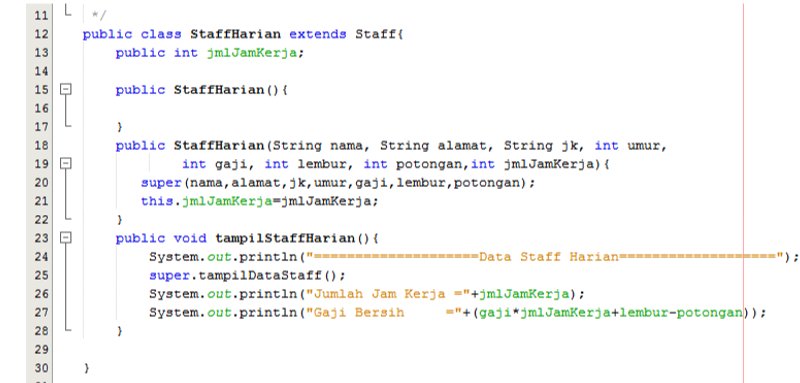 11 */
12 public class StaffHarian extends Staff{
13 public int jmlJamKerja;
14
15 public StaffHarian(){
16
17 }
18 public StaffHarian(String nama, String alamat, String jk, int umur,
19 int gaji, int lembur, int potongan,int jmlJamKerja){
20 super(nama,alamat,jk,umur,gaji,lembur,potongan);
21 this.jmlJamKerja=jmlJamKerja;
22 }
23 public void tampilStaffHarian(){
24 System.out.println("====================Data Staff Harian===================");
25 super.tampilDataStaff();
26 System.out.println("Jumlah Jam Kerja ="+jmlJamKerja);
27 System.out.println("Gaji Bersih     ="+(gaji*jmlJamKerja+lembur-potongan));
28 }
29
30 }